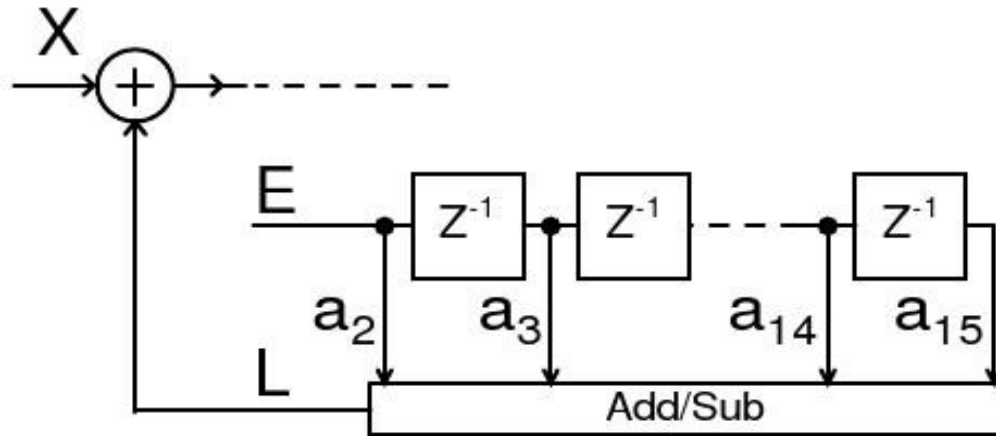 X
+
E
Z⁻¹
Z⁻¹
Z⁻¹
a₂
a₃
a₁₄
a₁₅
L
Add/Sub